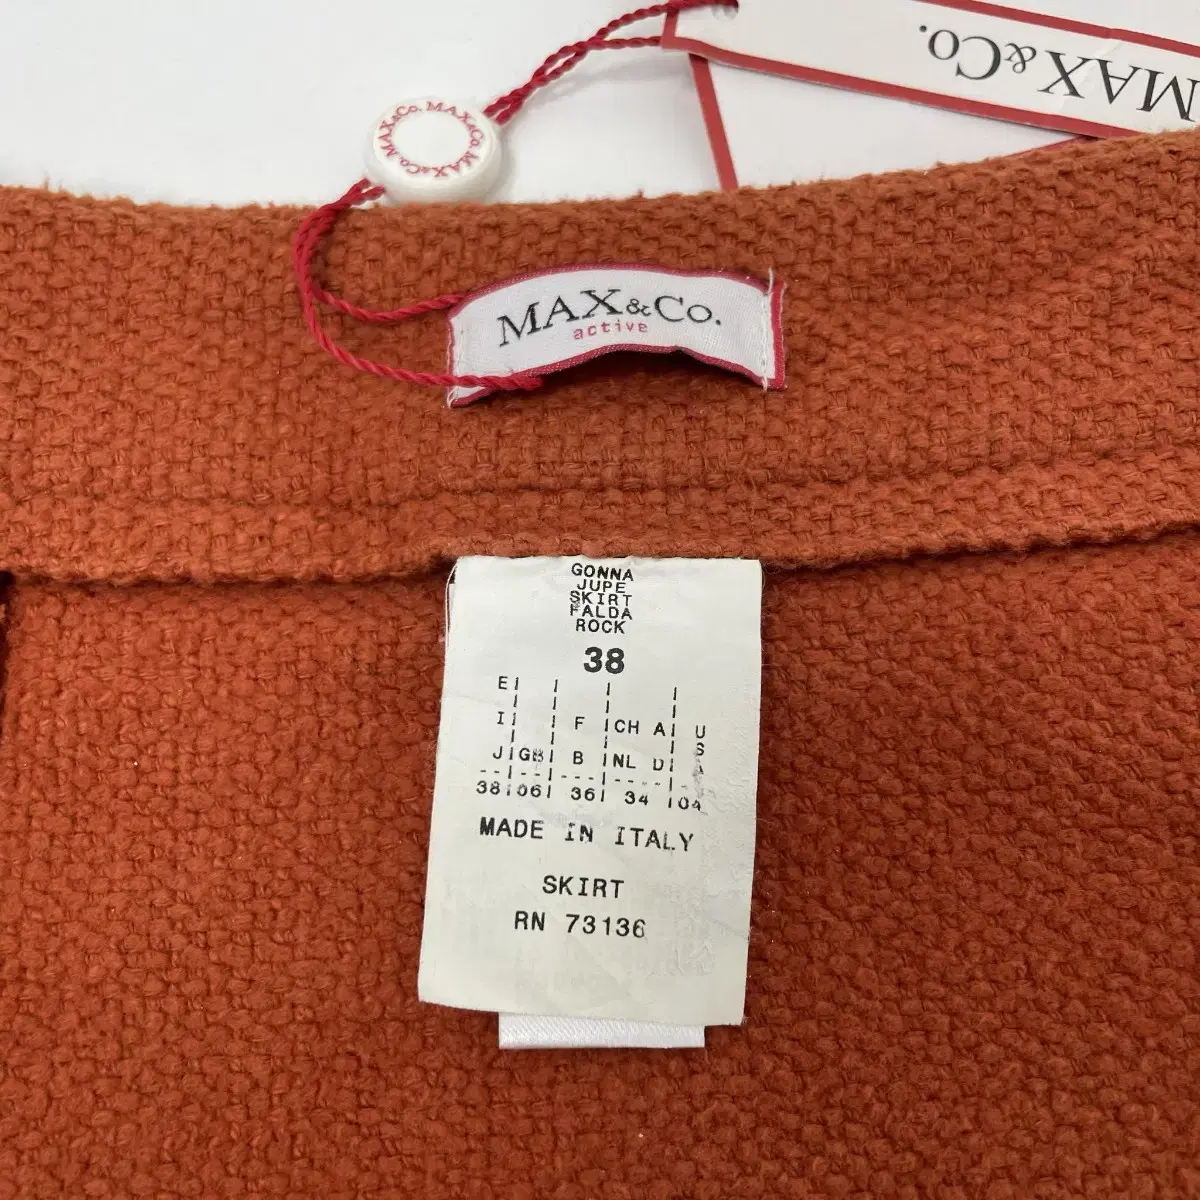 MAX&Co.
MAX&Co. MAX&Co. MAX&Co.
MAX&Co.
active
GONNA
JUPE
SKIRT
FALDA
ROCK
38
E
I F CH A U
J GB B NL D S
A
38 06 36 34 04
MADE IN ITALY
SKIRT
RN 73136